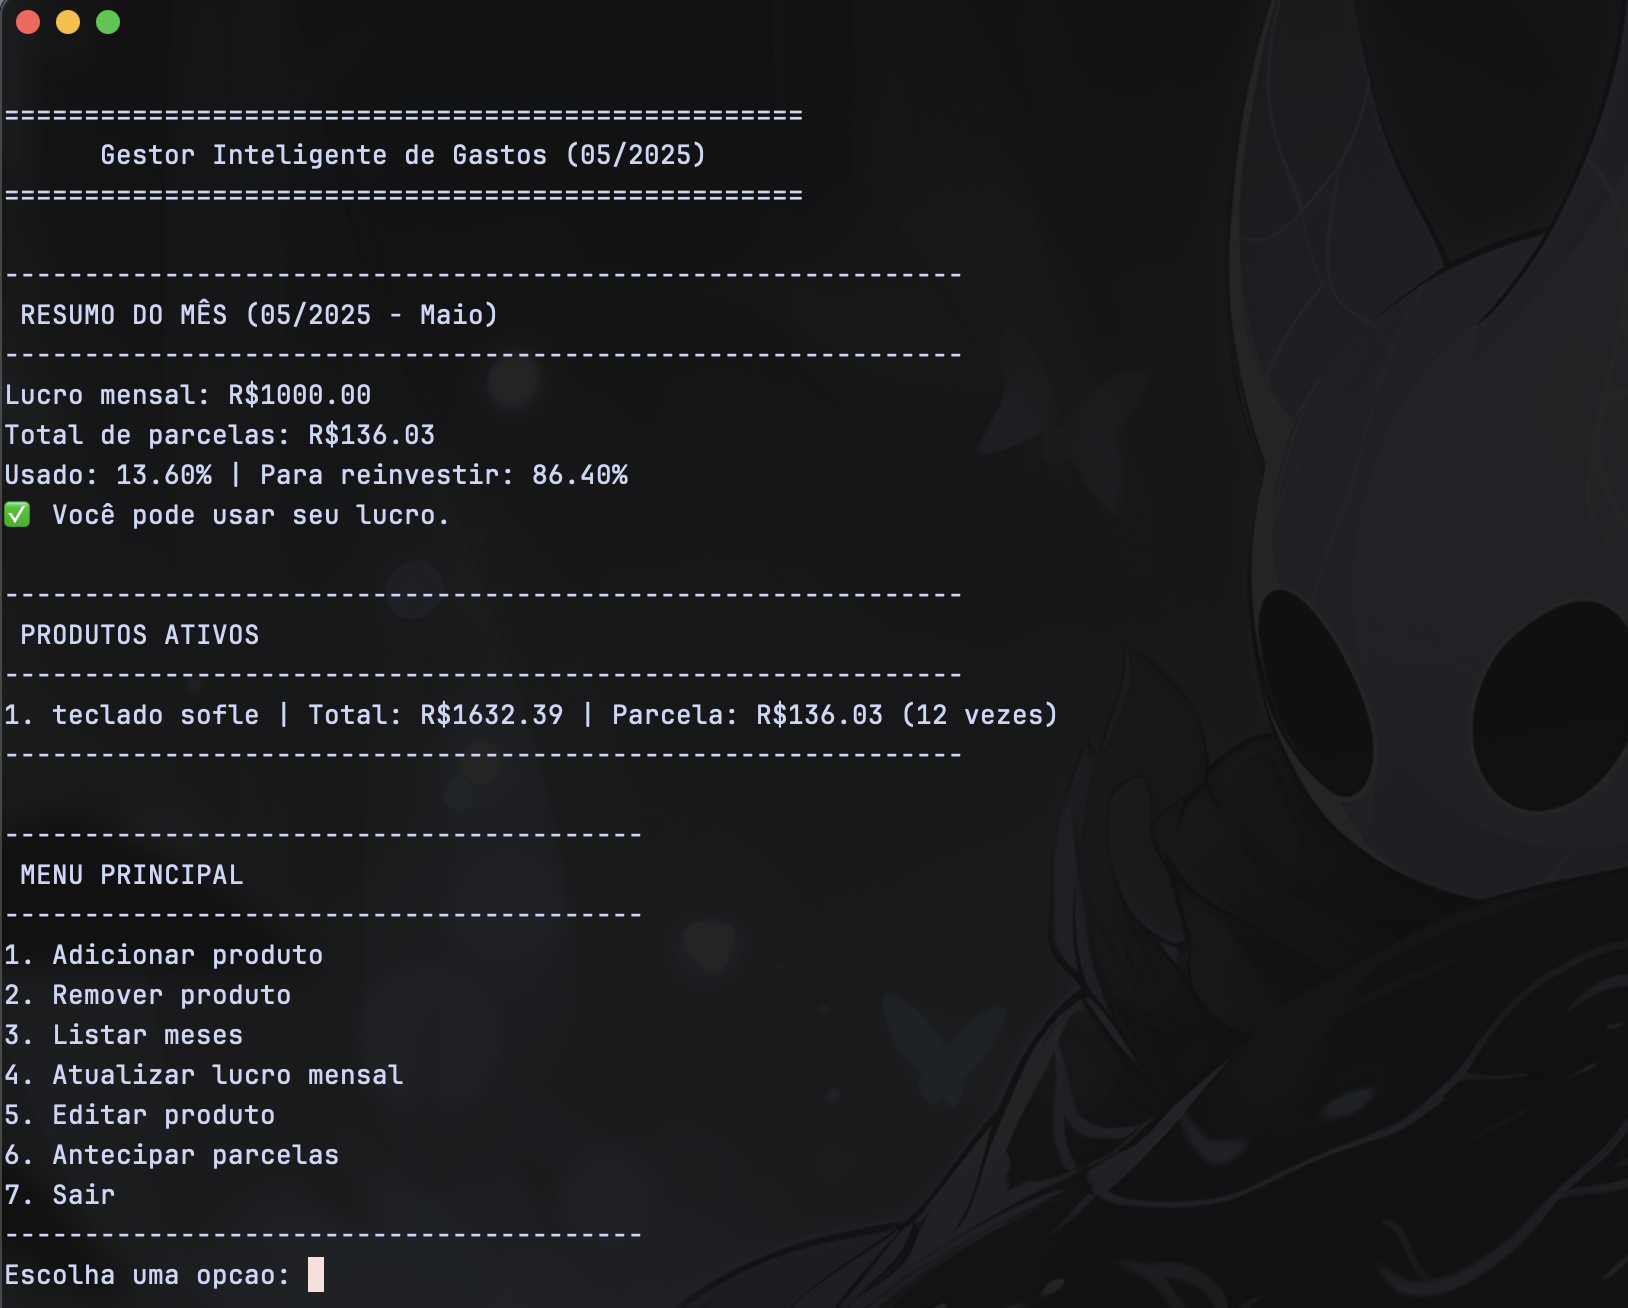 ==================================================
Gestor Inteligente de Gastos (05/2025)
==================================================
------------------------------------------------------------
RESUMO DO MÊS (05/2025 - Maio)
------------------------------------------------------------
Lucro mensal: R$1000.00
Total de parcelas: R$136.03
Usado: 13.60% | Para reinvestir: 86.40%
✅ Você pode usar seu lucro.
------------------------------------------------------------
PRODUTOS ATIVOS
------------------------------------------------------------
1. teclado sofle | Total: R$1632.39 | Parcela: R$136.03 (12 vezes)
------------------------------------------------------------
----------------------------------------
MENU PRINCIPAL
----------------------------------------
1. Adicionar produto
2. Remover produto
3. Listar meses
4. Atualizar lucro mensal
5. Editar produto
6. Antecipar parcelas
7. Sair
----------------------------------------
Escolha uma opcao: